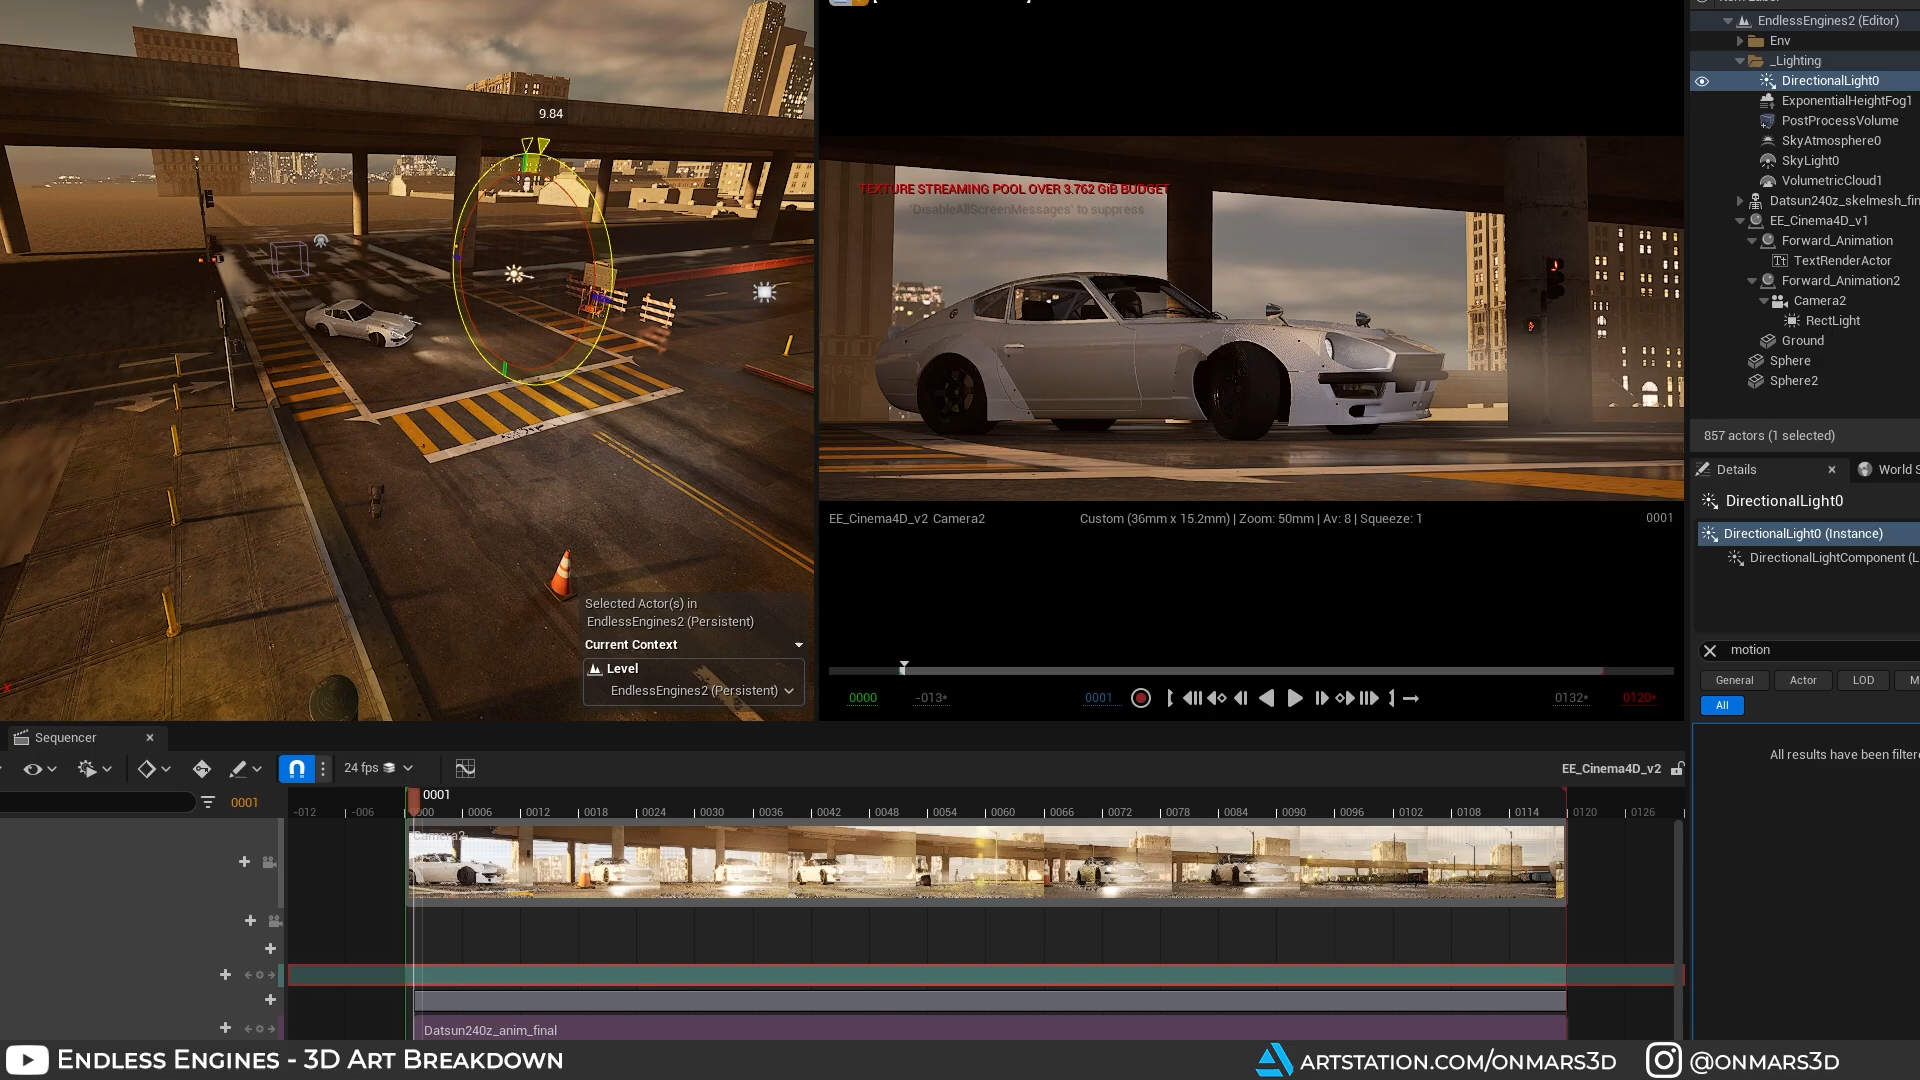 9.84
TEXTURE STREAMING POOL OVER 3.762 GiB BUDGET
'DisableAllScreenMessages' to suppress
EE_Cinema4D_v2 Camera2
Custom (36mm x 15.2mm) | Zoom: 50mm | Av: 8 | Squeeze: 1
0001
Selected Actor(s) in
EndlessEngines2 (Persistent)
Current Context
Level
EndlessEngines2 (Persistent)
0000
-013*
0001
0132*
0120*
EndlessEngines2 (Editor)
Env
_Lighting
DirectionalLight0
ExponentialHeightFog1
PostProcessVolume
SkyAtmosphere0
SkyLight0
VolumetricCloud1
Datsun240z_skelmesh_fin
EE_Cinema4D_v1
Forward_Animation
TextRenderActor
Forward_Animation2
Camera2
RectLight
Ground
Sphere
Sphere2
857 actors (1 selected)
Details
World S
DirectionalLight0
DirectionalLight0 (Instance)
DirectionalLightComponent (L
motion
General
Actor
LOD
M
All
All results have been filtere
Sequencer
24 fps
EE_Cinema4D_v2
0001
0001
-012
-006
0000
0006
0012
0018
0024
0030
0036
0042
0048
0054
0060
0066
0072
0078
0084
0090
0096
0102
0108
0114
0120
0126
Camera2
Datsun240z_anim_final
ENDLESS ENGINES - 3D ART BREAKDOWN
ARTSTATION.COM/ONMARS3D
@ONMARS3D